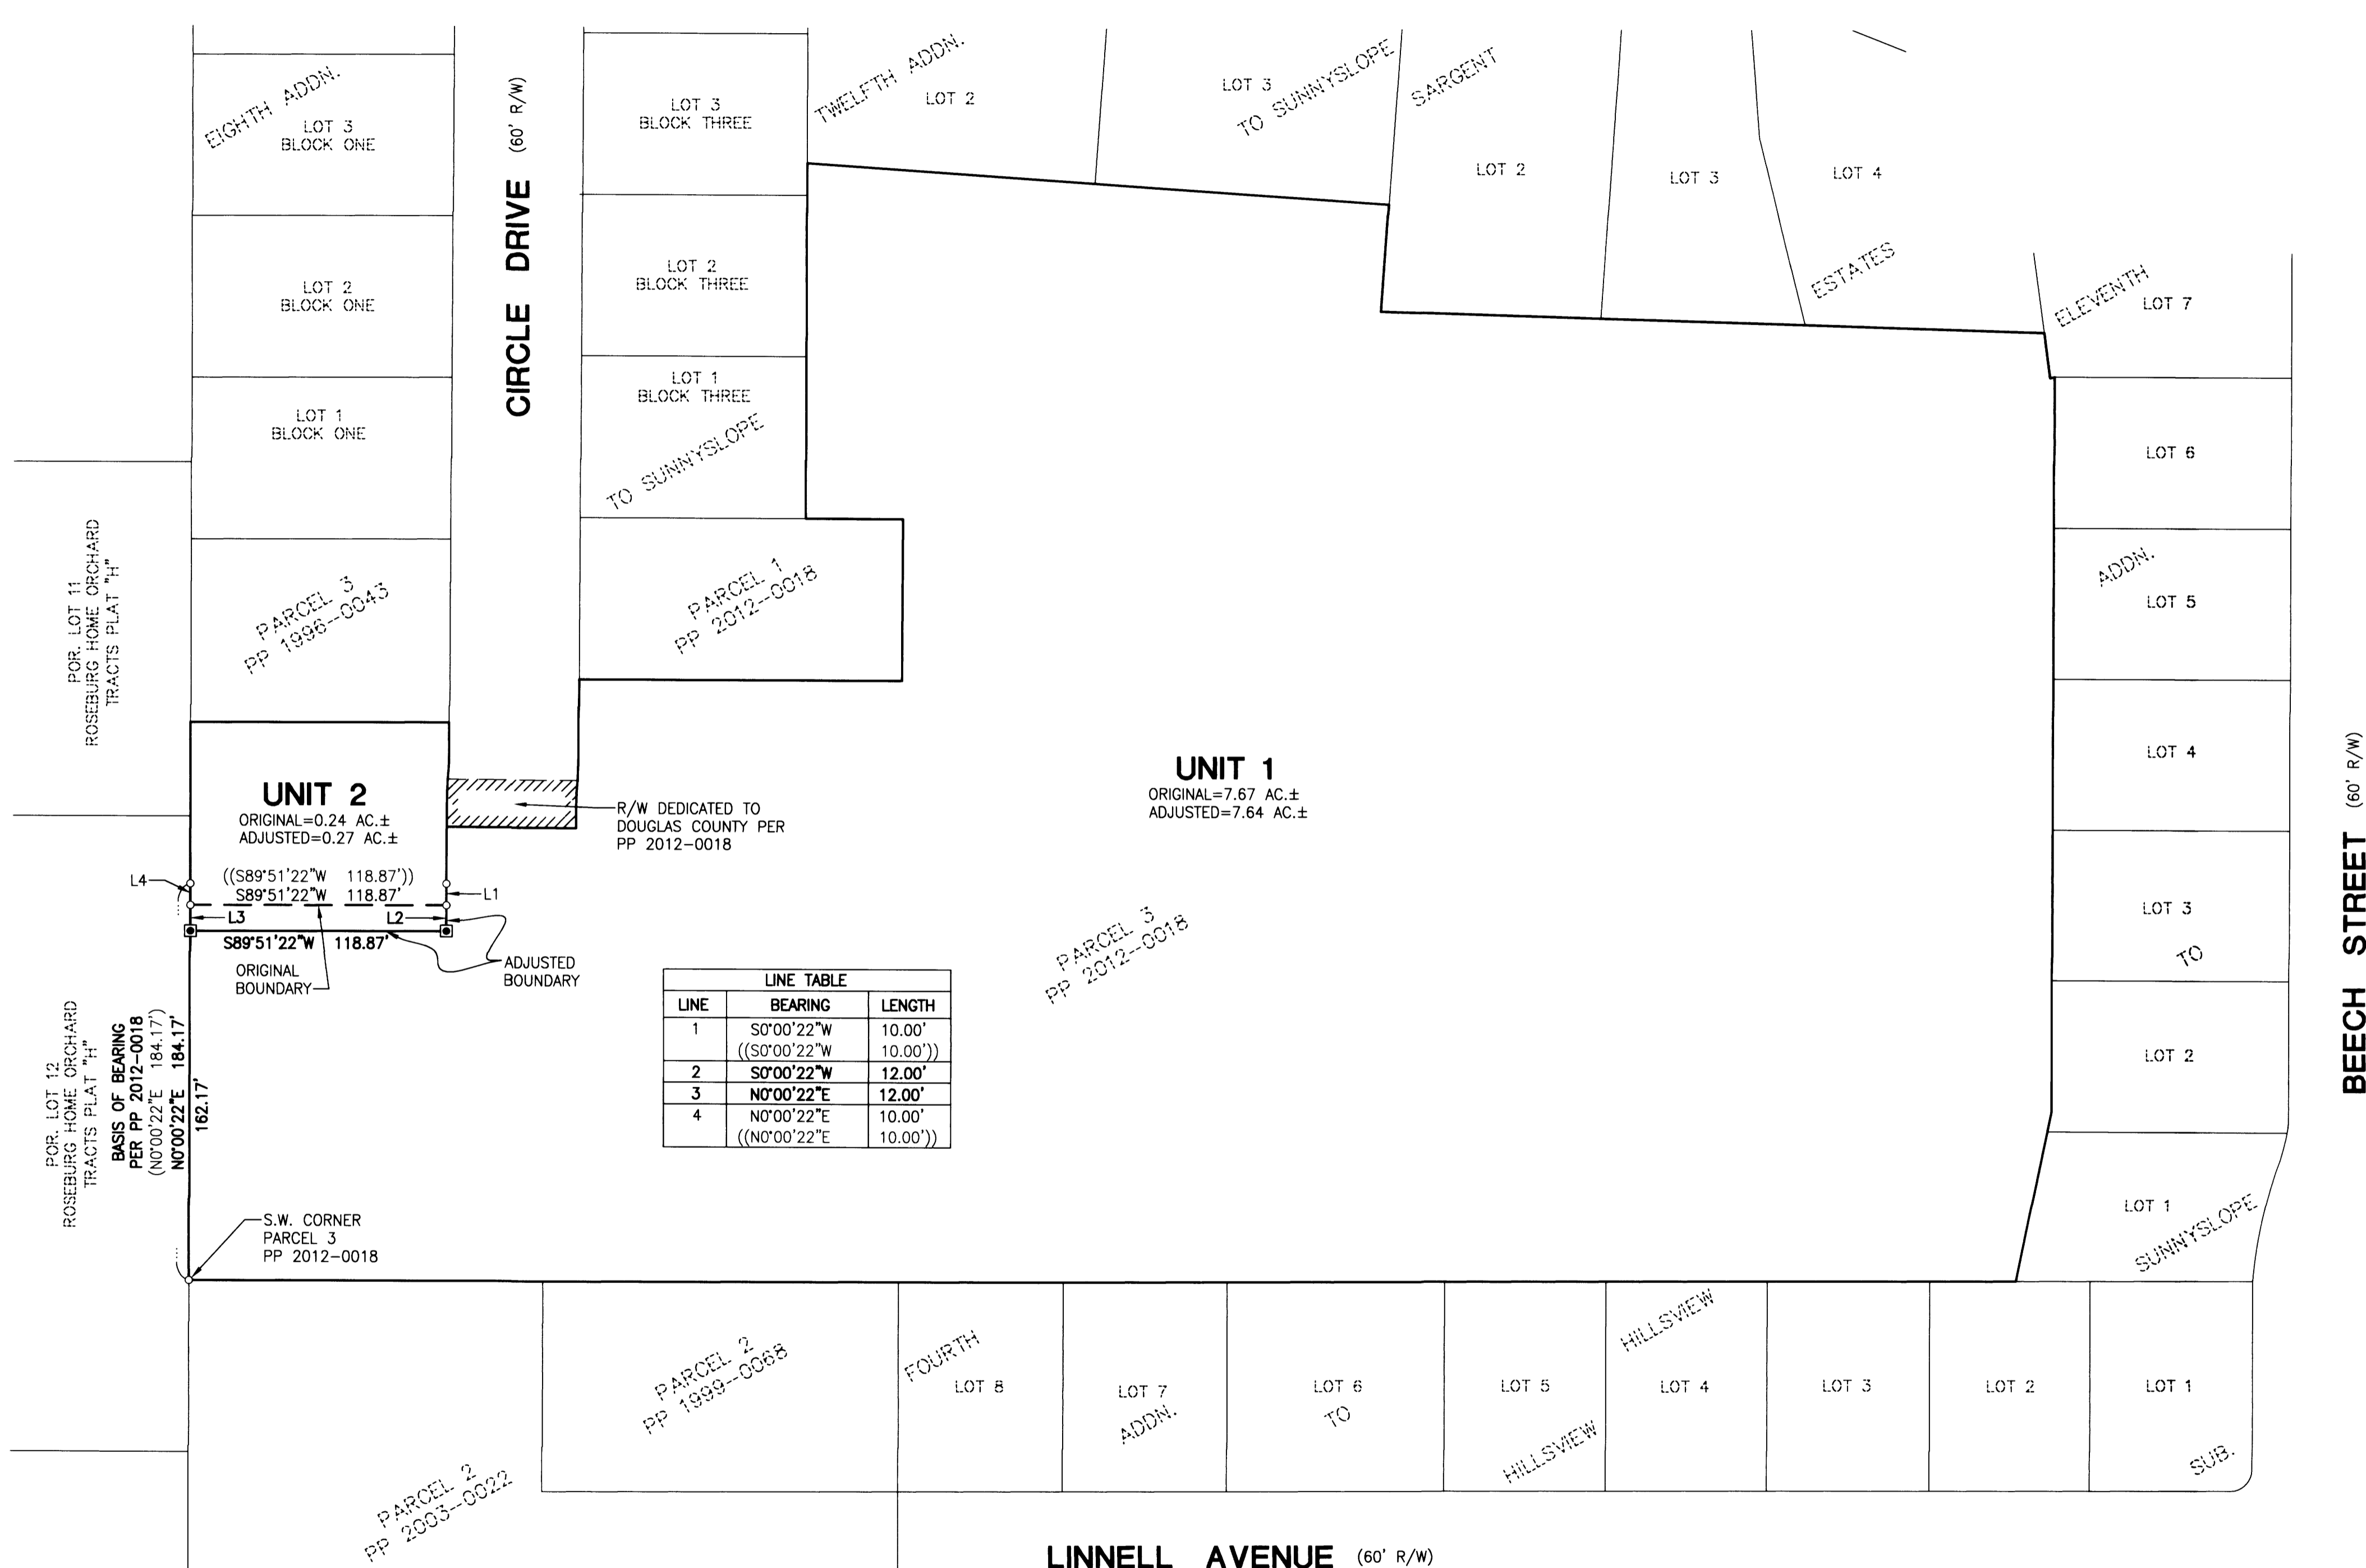 EIGHTH ADDN.
LOT 3
BLOCK ONE
LOT 2
BLOCK ONE
LOT 1
BLOCK ONE
PARCEL 3
PP 1996-0043
CIRCLE DRIVE (60' R/W)
LOT 3
BLOCK THREE
LOT 2
BLOCK THREE
LOT 1
BLOCK THREE
TO SUNNYSLOPE
PARCEL 1
PP 2012-0018
TWELFTH ADDN.
LOT 2
LOT 3
TO SUNNYSLOPE
SARGENT
LOT 2
LOT 3
LOT 4
ESTATES
ELEVENTH
LOT 7
LOT 6
ADDN.
LOT 5
LOT 4
LOT 3
TO
LOT 2
LOT 1
SUNNYSLOPE
BEECH STREET (60' R/W)
POR. LOT 11
ROSEBURG HOME ORCHARD
TRACTS PLAT "H"
UNIT 2
ORIGINAL=0.24 AC.±
ADJUSTED=0.27 AC.±
((S89°51'22"W 118.87'))
S89°51'22"W 118.87'
L4
L1
L3
L2
S89°51'22"W 118.87'
ORIGINAL
BOUNDARY
ADJUSTED
BOUNDARY
R/W DEDICATED TO
DOUGLAS COUNTY PER
PP 2012-0018
UNIT 1
ORIGINAL=7.67 AC.±
ADJUSTED=7.64 AC.±
PARCEL 3
PP 2012-0018
LINE TABLE
LINE BEARING LENGTH
1 S0°00'22"W 10.00'
((S0°00'22"W 10.00'))
2 S0°00'22"W 12.00'
3 N0°00'22"E 12.00'
4 N0°00'22"E 10.00'
((N0°00'22"E 10.00'))
POR. LOT 12
ROSEBURG HOME ORCHARD
TRACTS PLAT "H"
BASIS OF BEARING
PER PP 2012-0018
(N0°00'22"E 184.17')
N0°00'22"E 184.17'
162.17'
S.W. CORNER
PARCEL 3
PP 2012-0018
PARCEL 2
PP 2003-0022
PARCEL 2
PP 1999-0068
FOURTH
LOT 8
LOT 7
ADDN.
LOT 6
TO
LOT 5
HILLSVIEW
HILLSVIEW
LOT 4
LOT 3
LOT 2
LOT 1
SUB.
LINNELL AVENUE (60' R/W)